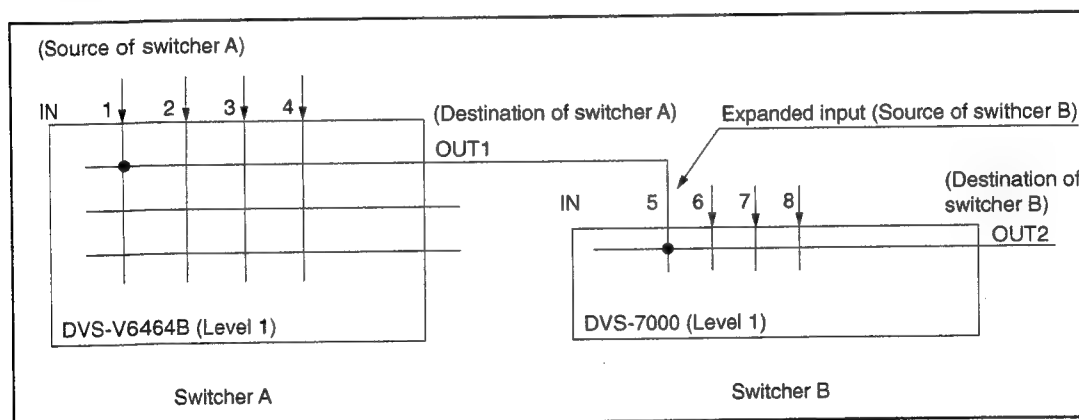 (Source of switcher A)
IN 1 2 3 4
(Destination of switcher A)
OUT1
Expanded input (Source of swithcer B)
IN 5 6 7 8
(Destination of
switcher B)
OUT2
DVS-V6464B (Level 1)
DVS-7000 (Level 1)
Switcher A
Switcher B